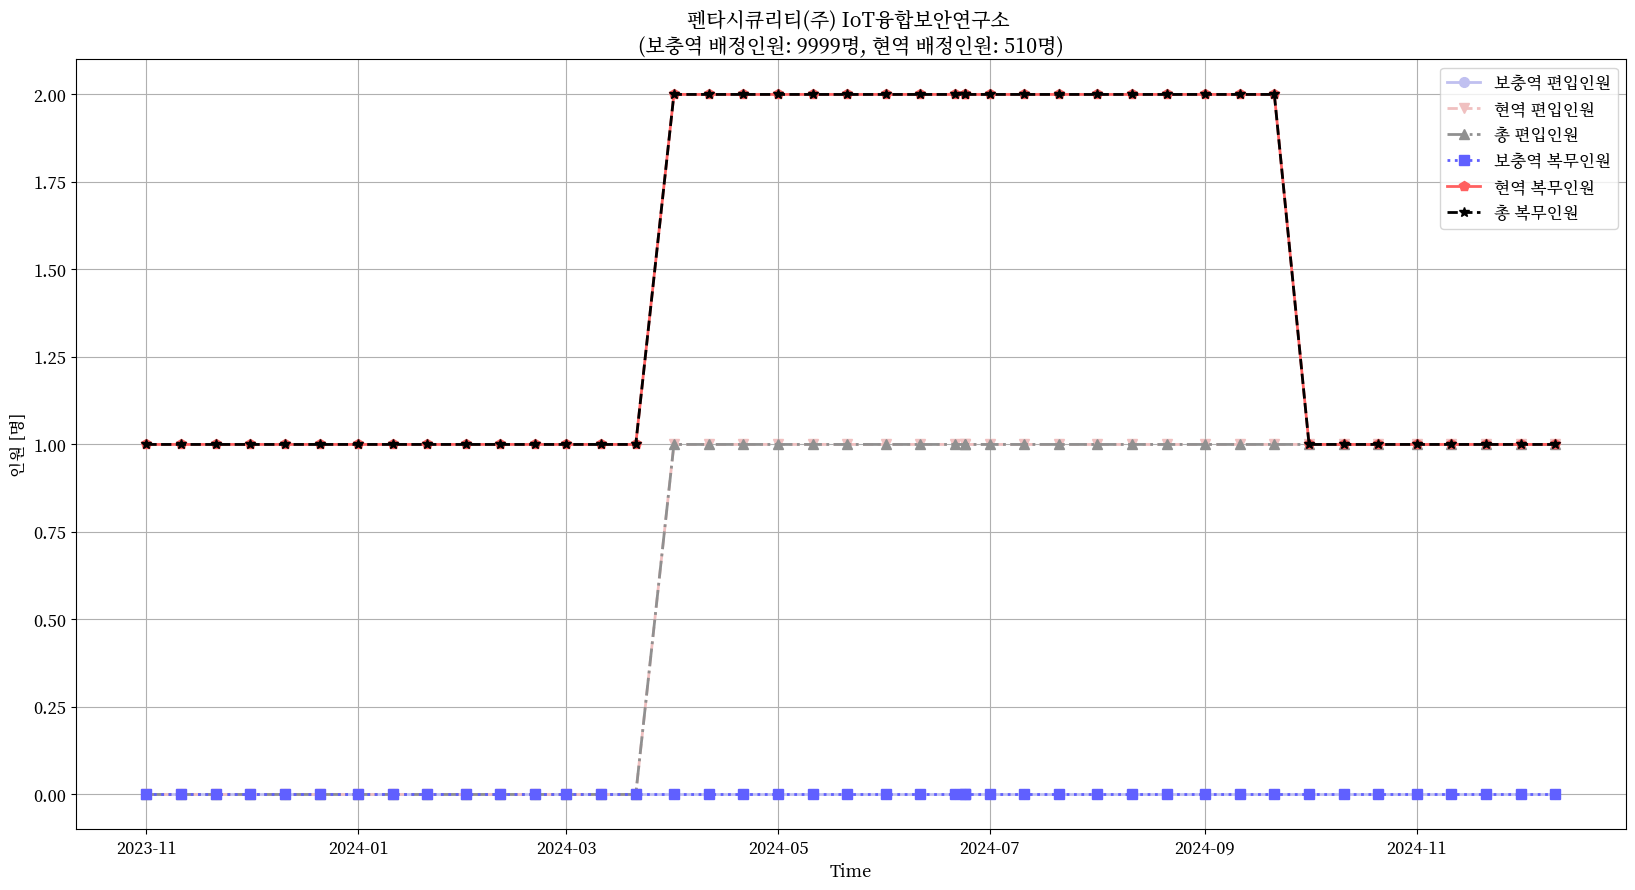 펜타시큐리티(주) IoT융합보안연구소
(보충역 배정인원: 9999명, 현역 배정인원: 510명)
보충역 편입인원
현역 편입인원
총 편입인원
보충역 복무인원
현역 복무인원
총 복무인원
인원 [명]
2.00
1.75
1.50
1.25
1.00
0.75
0.50
0.25
0.00
2023-11 2024-01 2024-03 2024-05 2024-07 2024-09 2024-11
Time